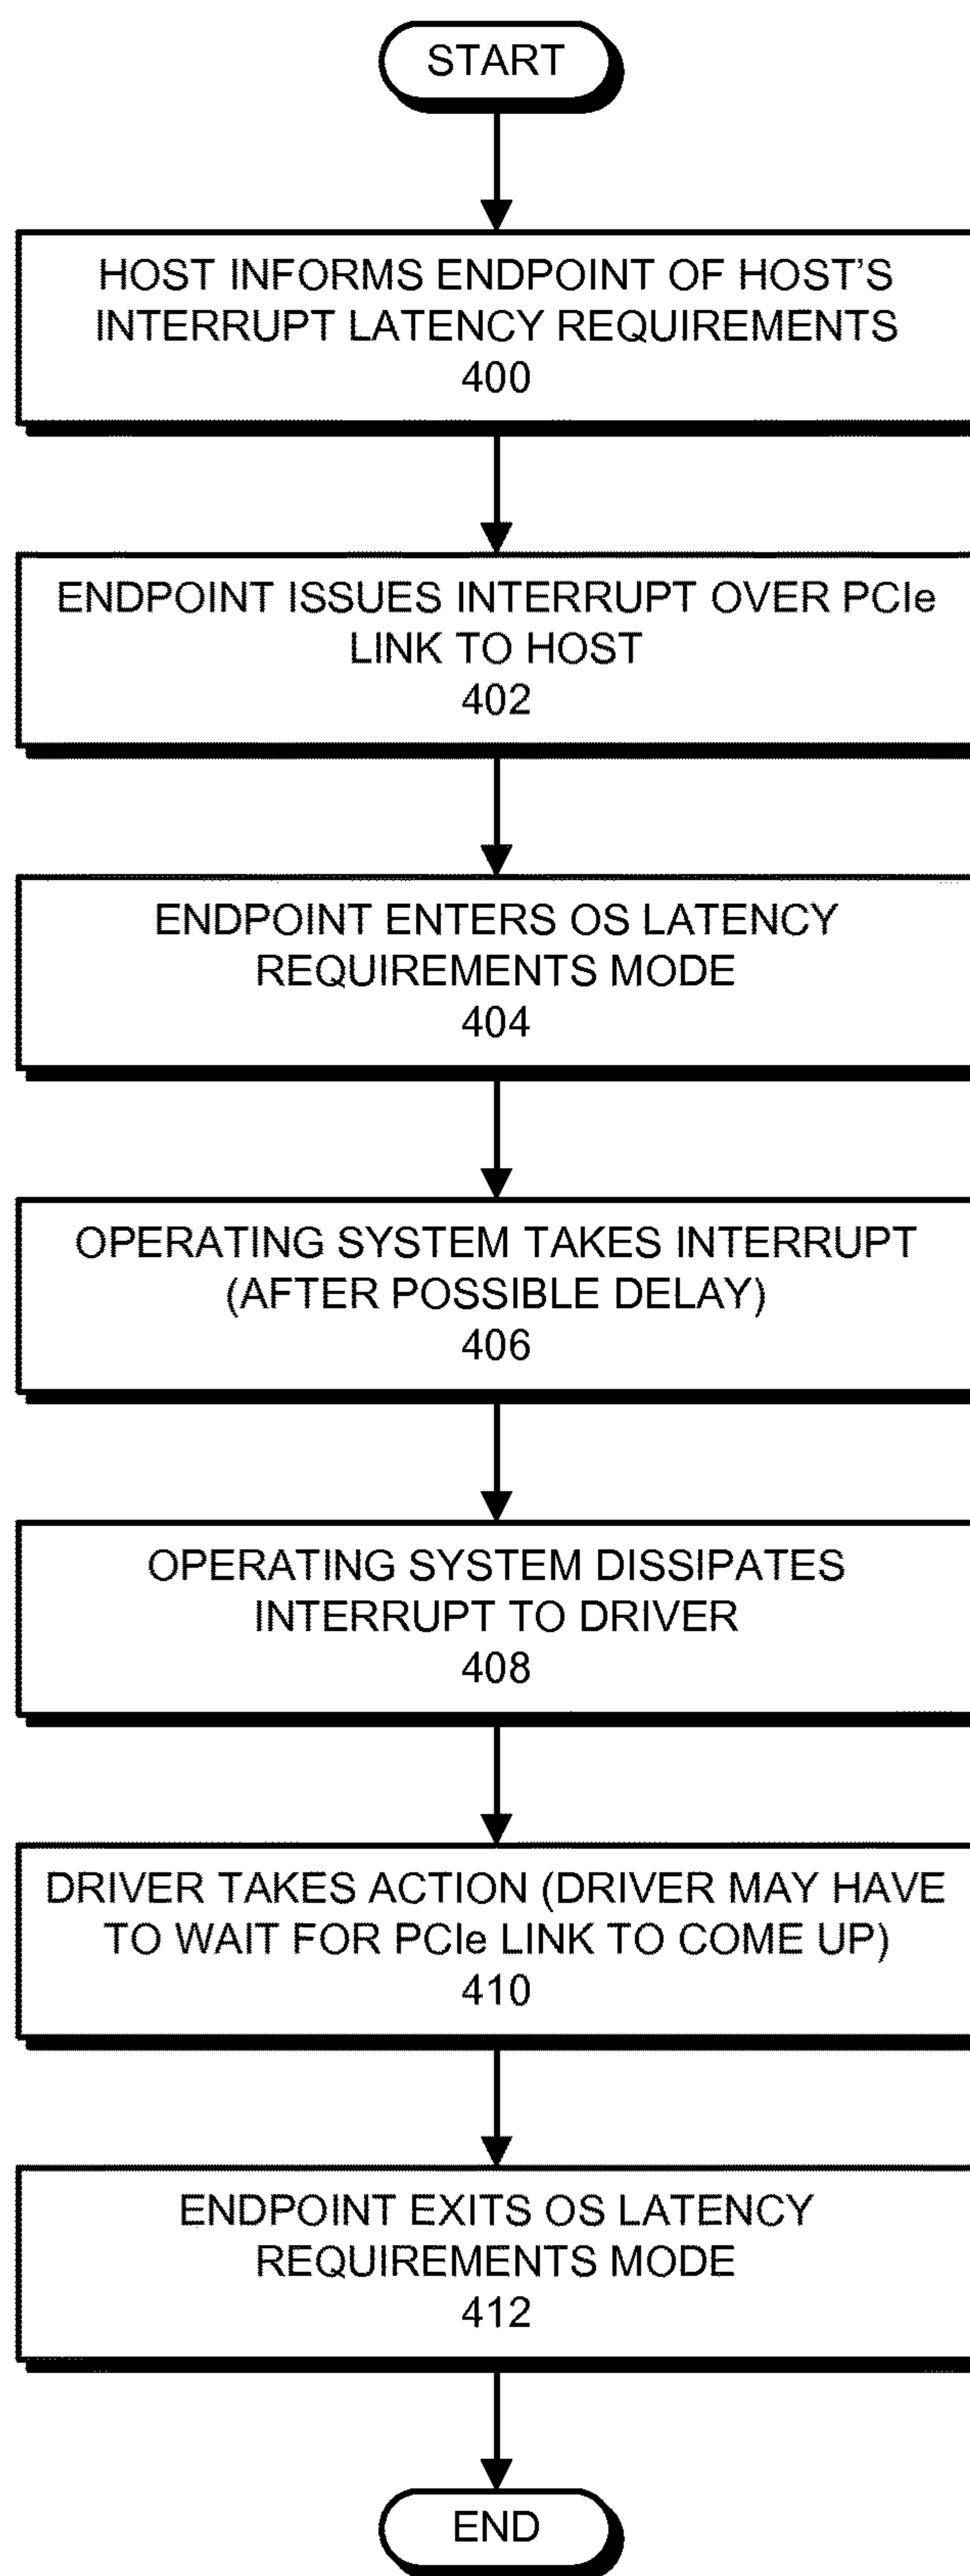 START
HOST INFORMS ENDPOINT OF HOST'S
INTERRUPT LATENCY REQUIREMENTS
400
ENDPOINT ISSUES INTERRUPT OVER PCIe
LINK TO HOST
402
ENDPOINT ENTERS OS LATENCY
REQUIREMENTS MODE
404
OPERATING SYSTEM TAKES INTERRUPT
(AFTER POSSIBLE DELAY)
406
OPERATING SYSTEM DISSIPATES
INTERRUPT TO DRIVER
408
DRIVER TAKES ACTION (DRIVER MAY HAVE
TO WAIT FOR PCIe LINK TO COME UP)
410
ENDPOINT EXITS OS LATENCY
REQUIREMENTS MODE
412
END